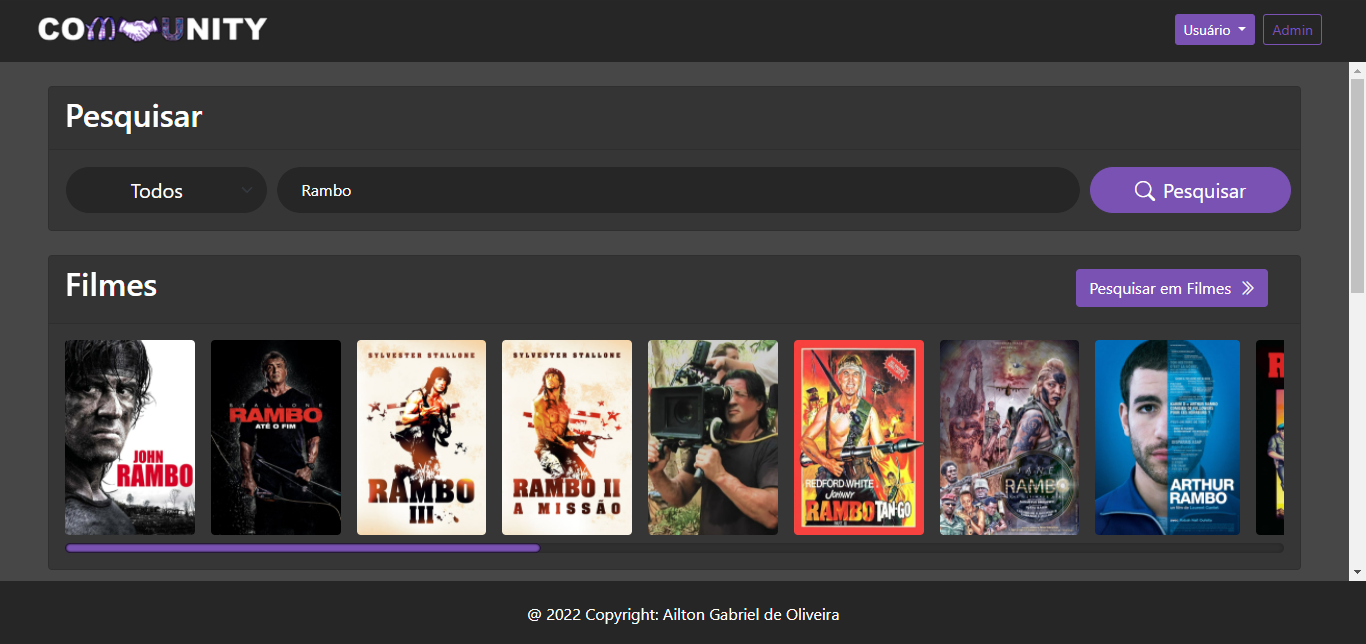 COMMUNITY
Usuário
Admin
Pesquisar
Todos
Rambo
Pesquisar
Filmes
Pesquisar em Filmes
JOHN
RAMBO
STALLONE
RAMBO
ATÉ O FIM
SYLVESTER STALLONE
RAMBO
III
SYLVESTER STALLONE
RAMBO II
A MISSÃO
REDFORD WHITE
JOHNNY
RAMBO TAN·GO
JANE
RAMBO
ARTHUR
RAMBO
@ 2022 Copyright: Ailton Gabriel de Oliveira